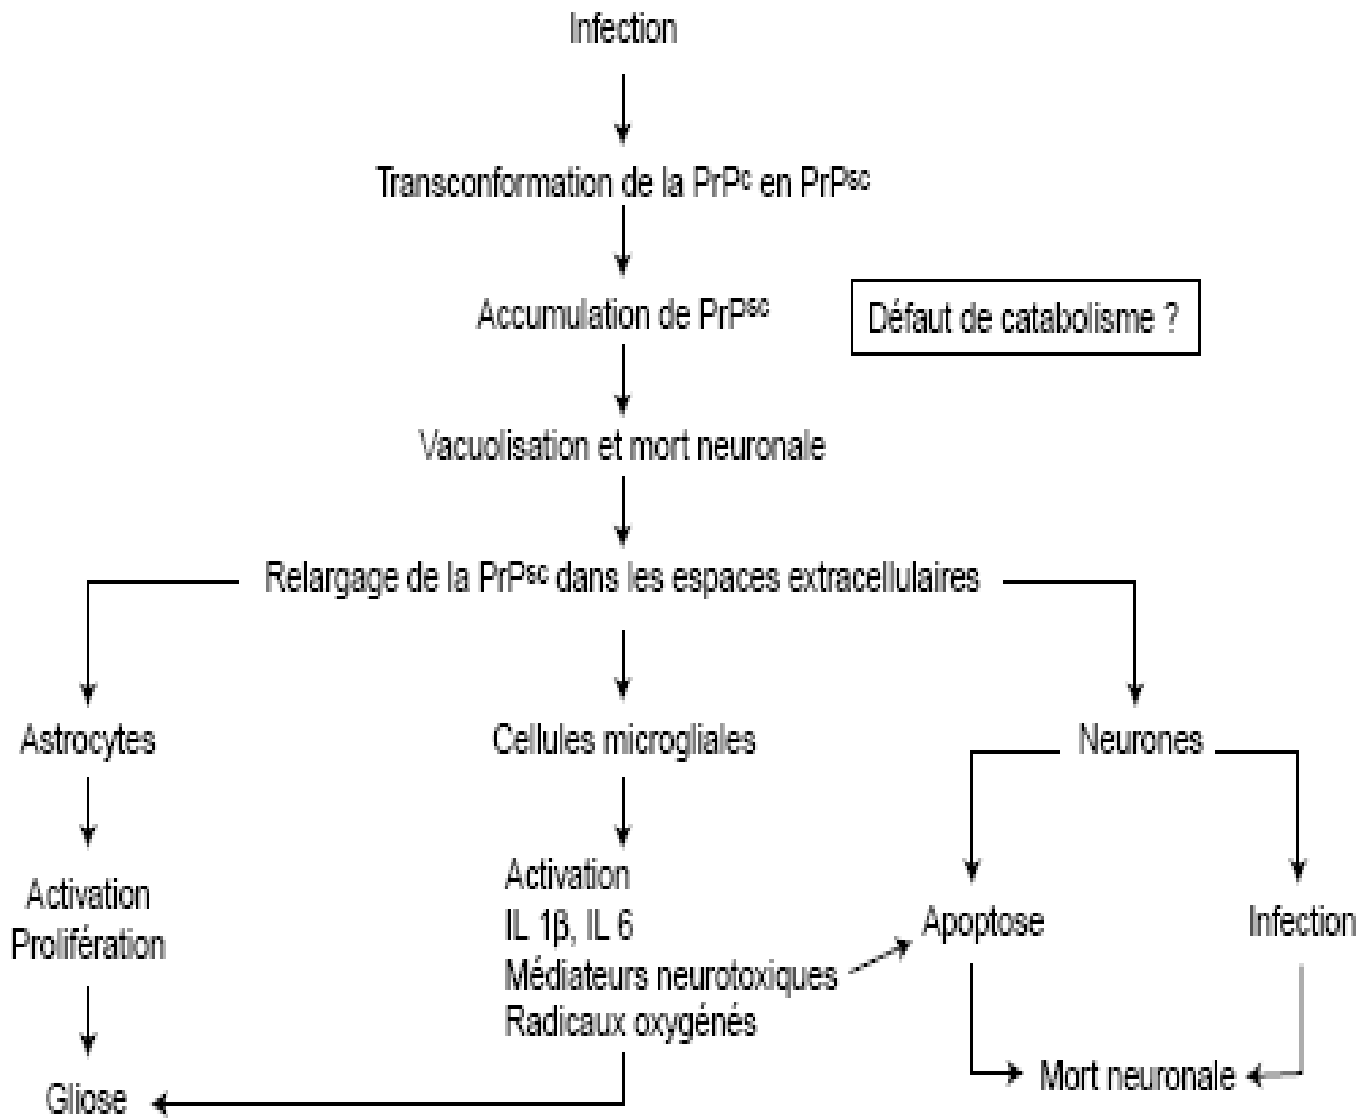 Infection
Transconformation de la PrPc en PrPsc
Accumulation de PrPsc
Défaut de catabolisme ?
Vacuolisation et mort neuronale
Relargage de la PrPsc dans les espaces extracellulaires
Astrocytes
Cellules microgliales
Neurones
Activation
Prolifération
Activation
IL 1β, IL 6
Médiateurs neurotoxiques
Radicaux oxygénés
Apoptose
Infection
Gliose
Mort neuronale